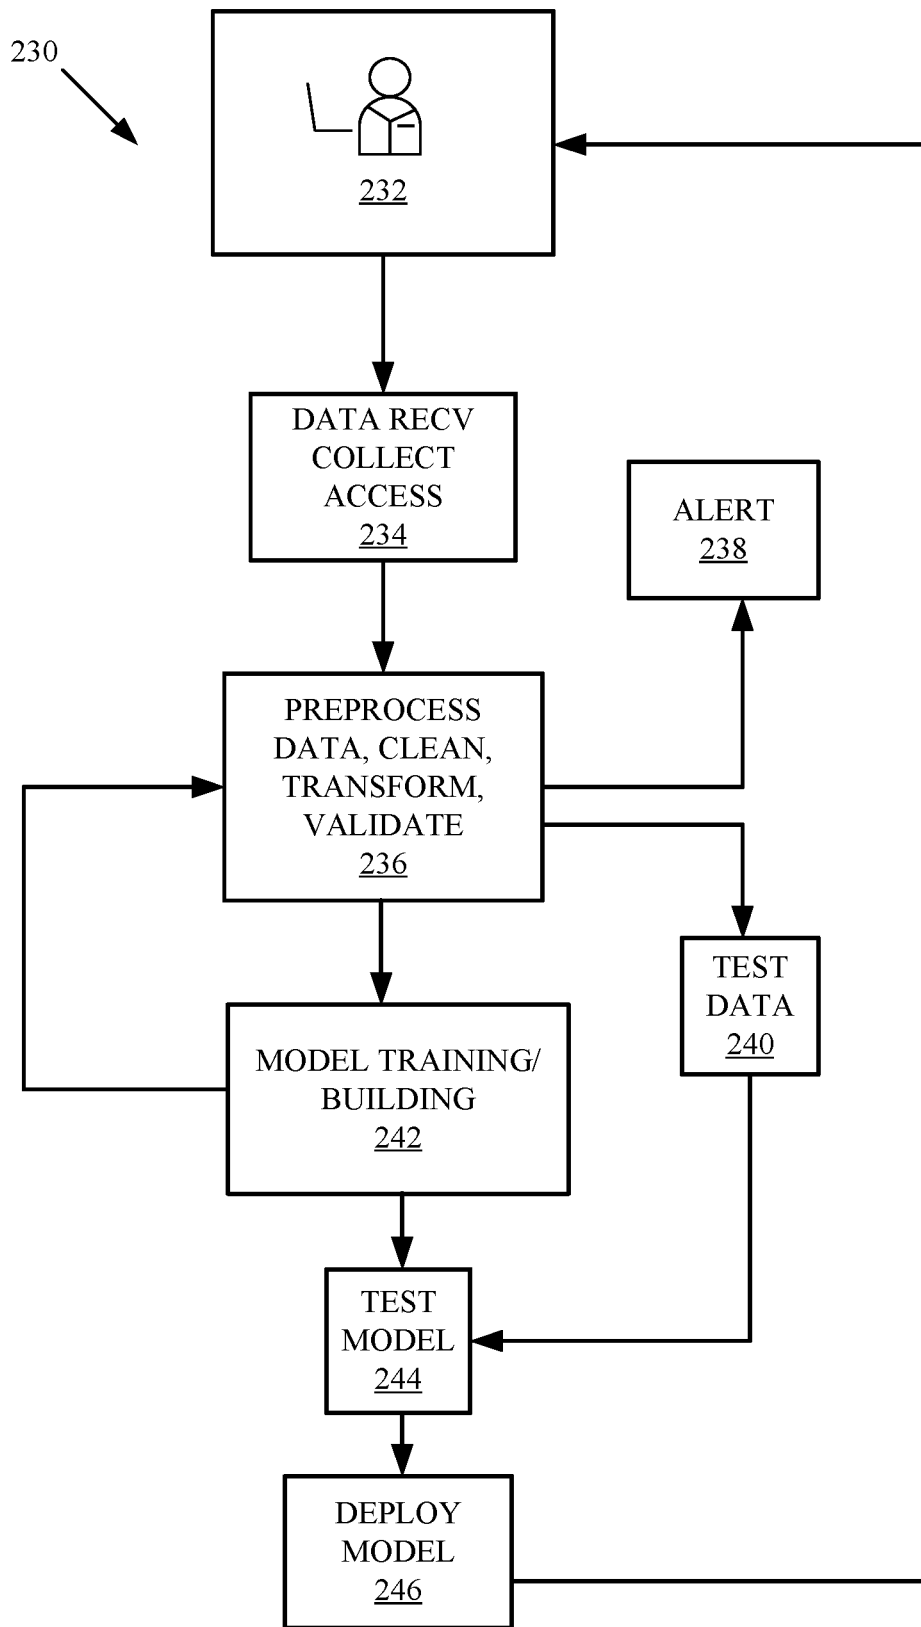 230
232
DATA RECV
COLLECT
ACCESS
234
ALERT
238
PREPROCESS
DATA, CLEAN,
TRANSFORM,
VALIDATE
236
TEST
DATA
240
MODEL TRAINING/
BUILDING
242
TEST
MODEL
244
DEPLOY
MODEL
246